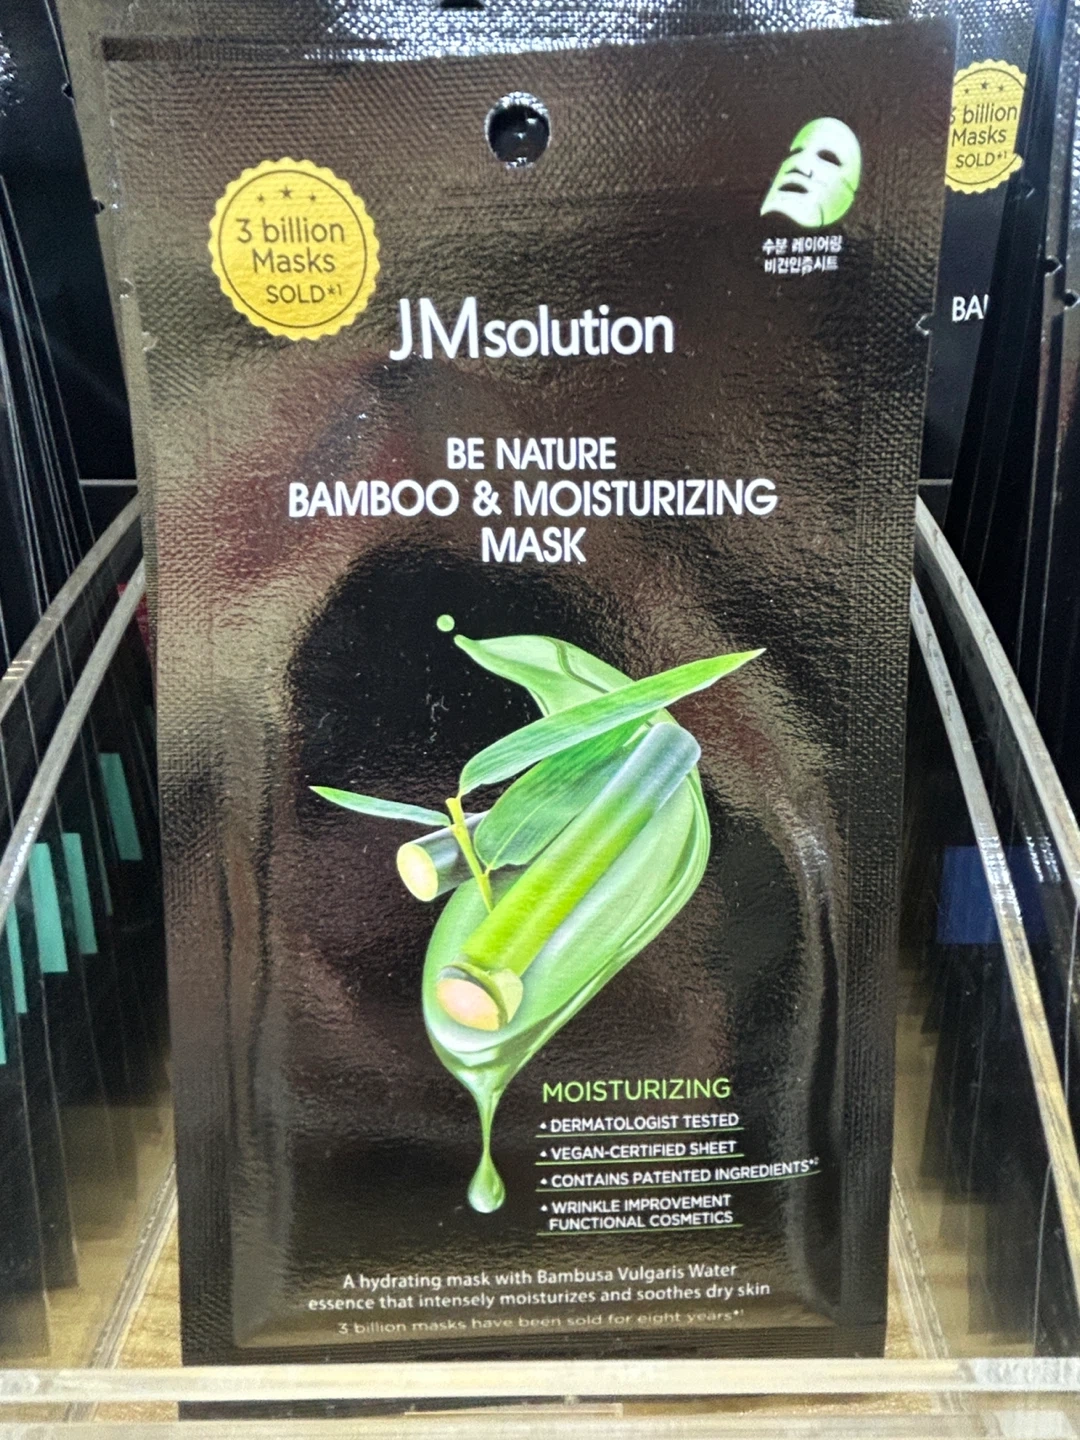 3 billion
Masks
SOLD*1
수분 레이어링
비건인증시트
JMsolution
BE NATURE
BAMBOO & MOISTURIZING
MASK
MOISTURIZING
• DERMATOLOGIST TESTED
• VEGAN-CERTIFIED SHEET
• CONTAINS PATENTED INGREDIENTS*2
• WRINKLE IMPROVEMENT
FUNCTIONAL COSMETICS
A hydrating mask with Bambusa Vulgaris Water
essence that intensely moisturizes and soothes dry skin
3 billion masks have been sold for eight years*1
3 billion
Masks
SOLD*1
BA